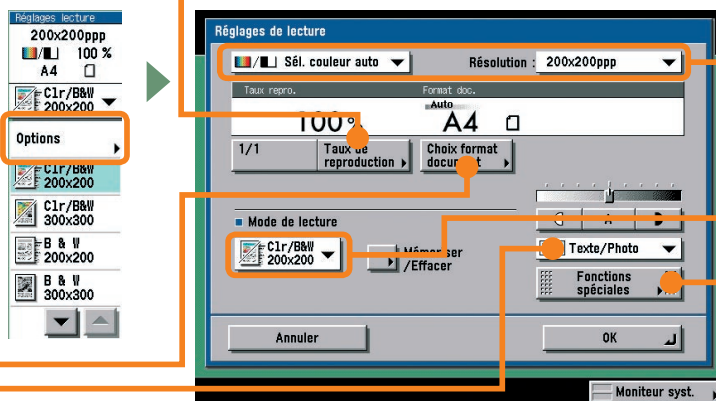 Réglages lecture
200x200ppp
100 %
A4
Clr/B&W
200x200
Options
Clr/B&W
200x200
Clr/B&W
300x300
B & W
200x200
B & W
300x300
Réglages de lecture
Sél. couleur auto
Résolution : 200x200ppp
Taux repro. Format doc.
Auto
100% A4
1/1 Taux de reproduction Choix format document
Mode de lecture
A
Clr/B&W
200x200
Mémoriser
/Effacer
Texte/Photo
Fonctions
spéciales
Annuler OK
Moniteur syst.